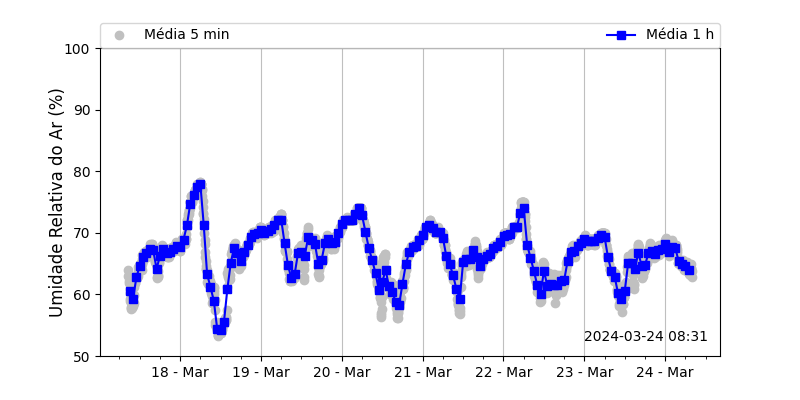 Média 5 min
Média 1 h
Umidade Relativa do Ar (%)
100
90
80
70
60
50
2024-03-24 08:31
18 - Mar
19 - Mar
20 - Mar
21 - Mar
22 - Mar
23 - Mar
24 - Mar